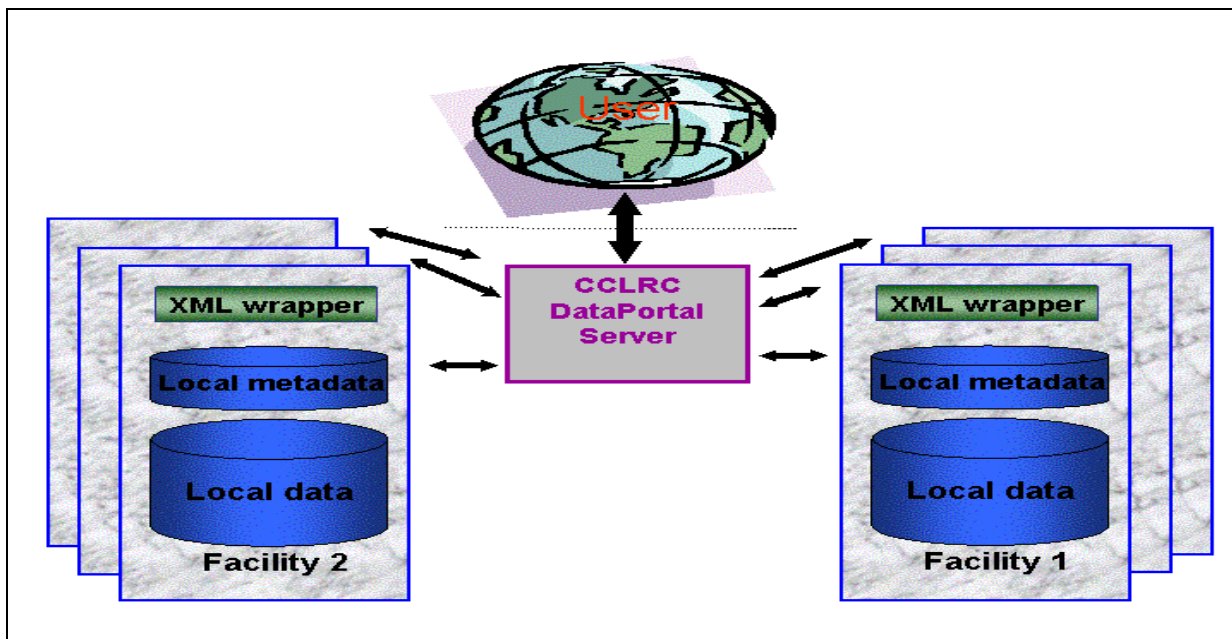 User
CCLRC
DataPortal
Server
XML wrapper
Local metadata
Local data
Facility 2
XML wrapper
Local metadata
Local data
Facility 1